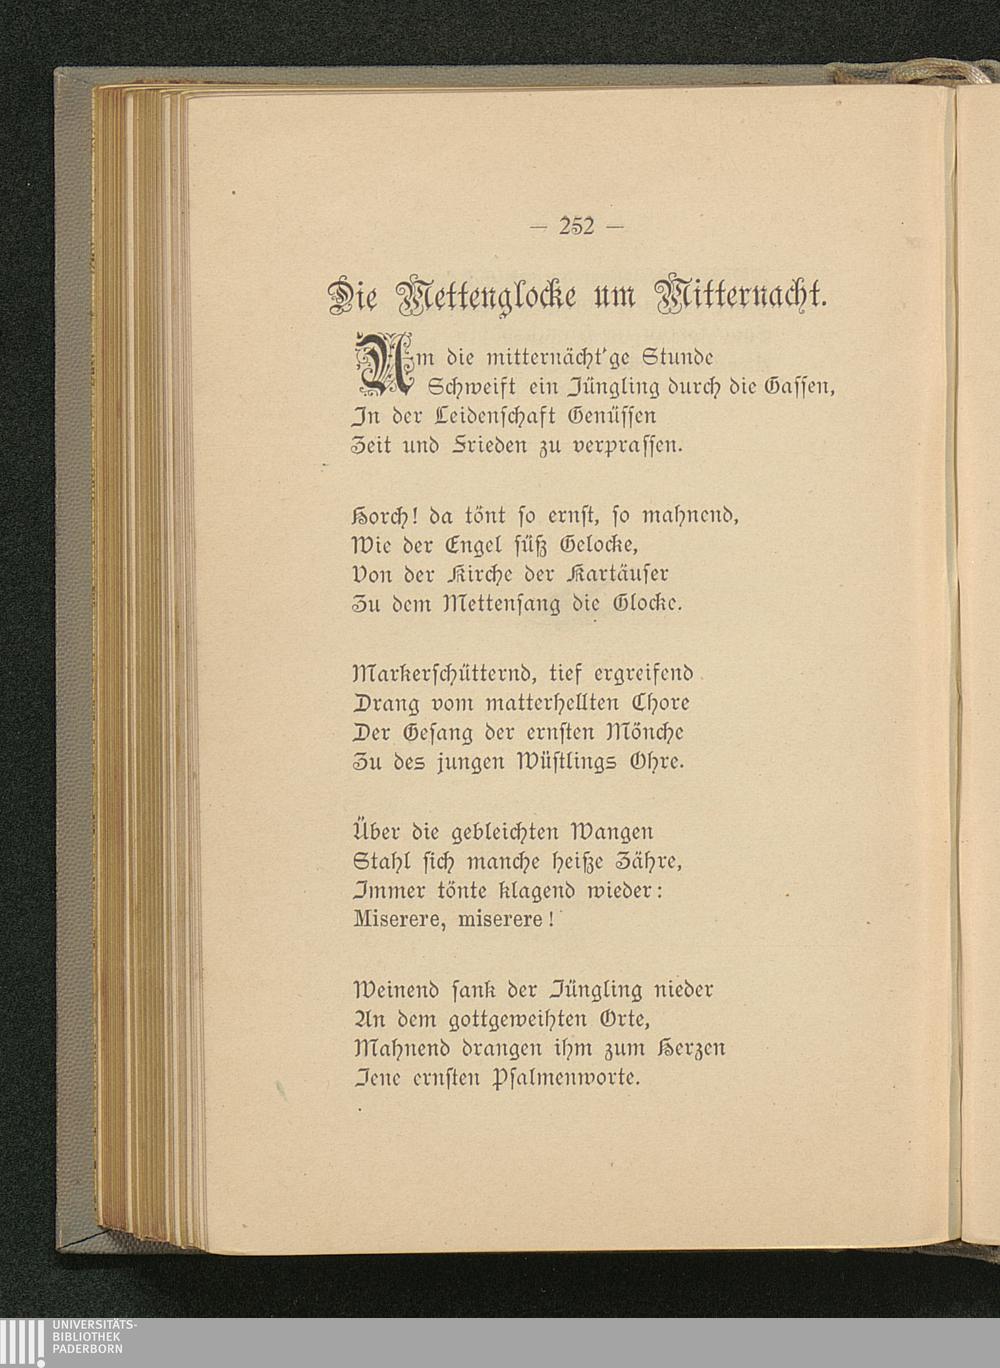 — 252 —
Die Mettenglocke um Mitternacht.
Um die mitternächt'ge Stunde
Schweift ein Jüngling durch die Gassen,
In der Leidenschaft Genüssen
Zeit und Frieden zu verprassen.
Horch! da tönt so ernst, so mahnend,
Wie der Engel süß Gelocke,
Von der Kirche der Kartäuser
Zu dem Mettensang die Glocke.
Markerschütternd, tief ergreifend
Drang vom matterhellten Chore
Der Gesang der ernsten Mönche
Zu des jungen Wüstlings Ohre.
Über die gebleichten Wangen
Stahl sich manche heiße Zähre,
Immer tönte klagend wieder:
Miserere, miserere!
Weinend sank der Jüngling nieder
An dem gottgeweihten Orte,
Mahnend drangen ihm zum Herzen
Jene ernsten Psalmenworte.
UNIVERSITÄTS-
BIBLIOTHEK
PADERBORN